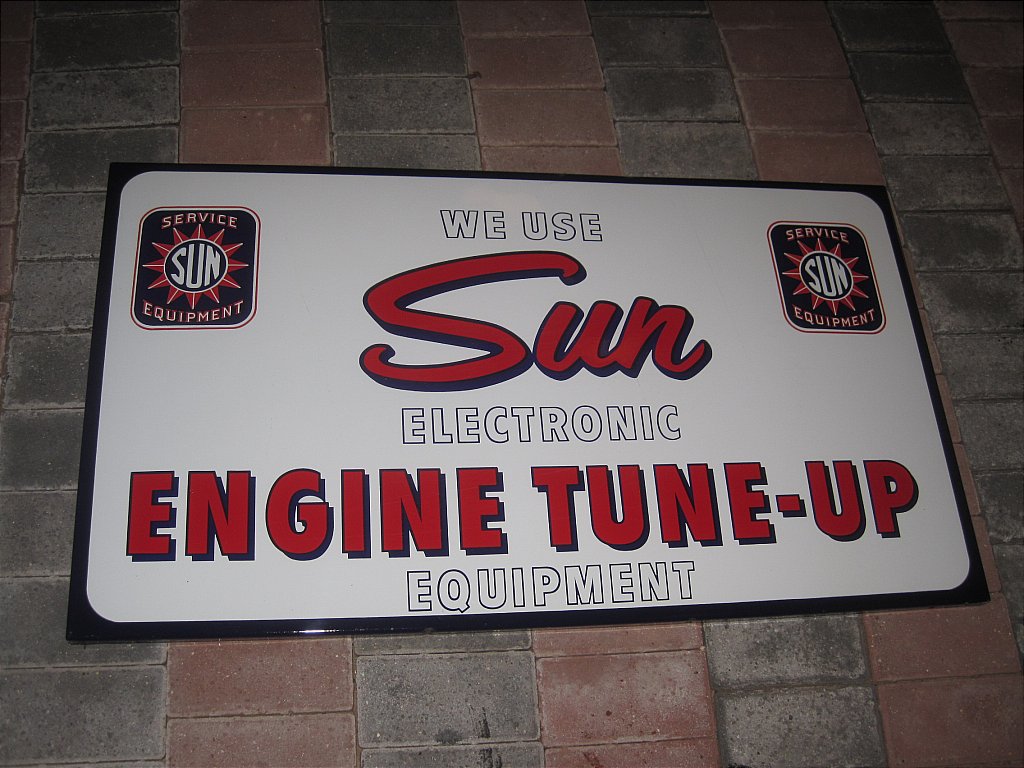 WE USE
SERVICE
SUN
EQUIPMENT
SERVICE
SUN
EQUIPMENT
Sun
ELECTRONIC
ENGINE TUNE-UP
EQUIPMENT